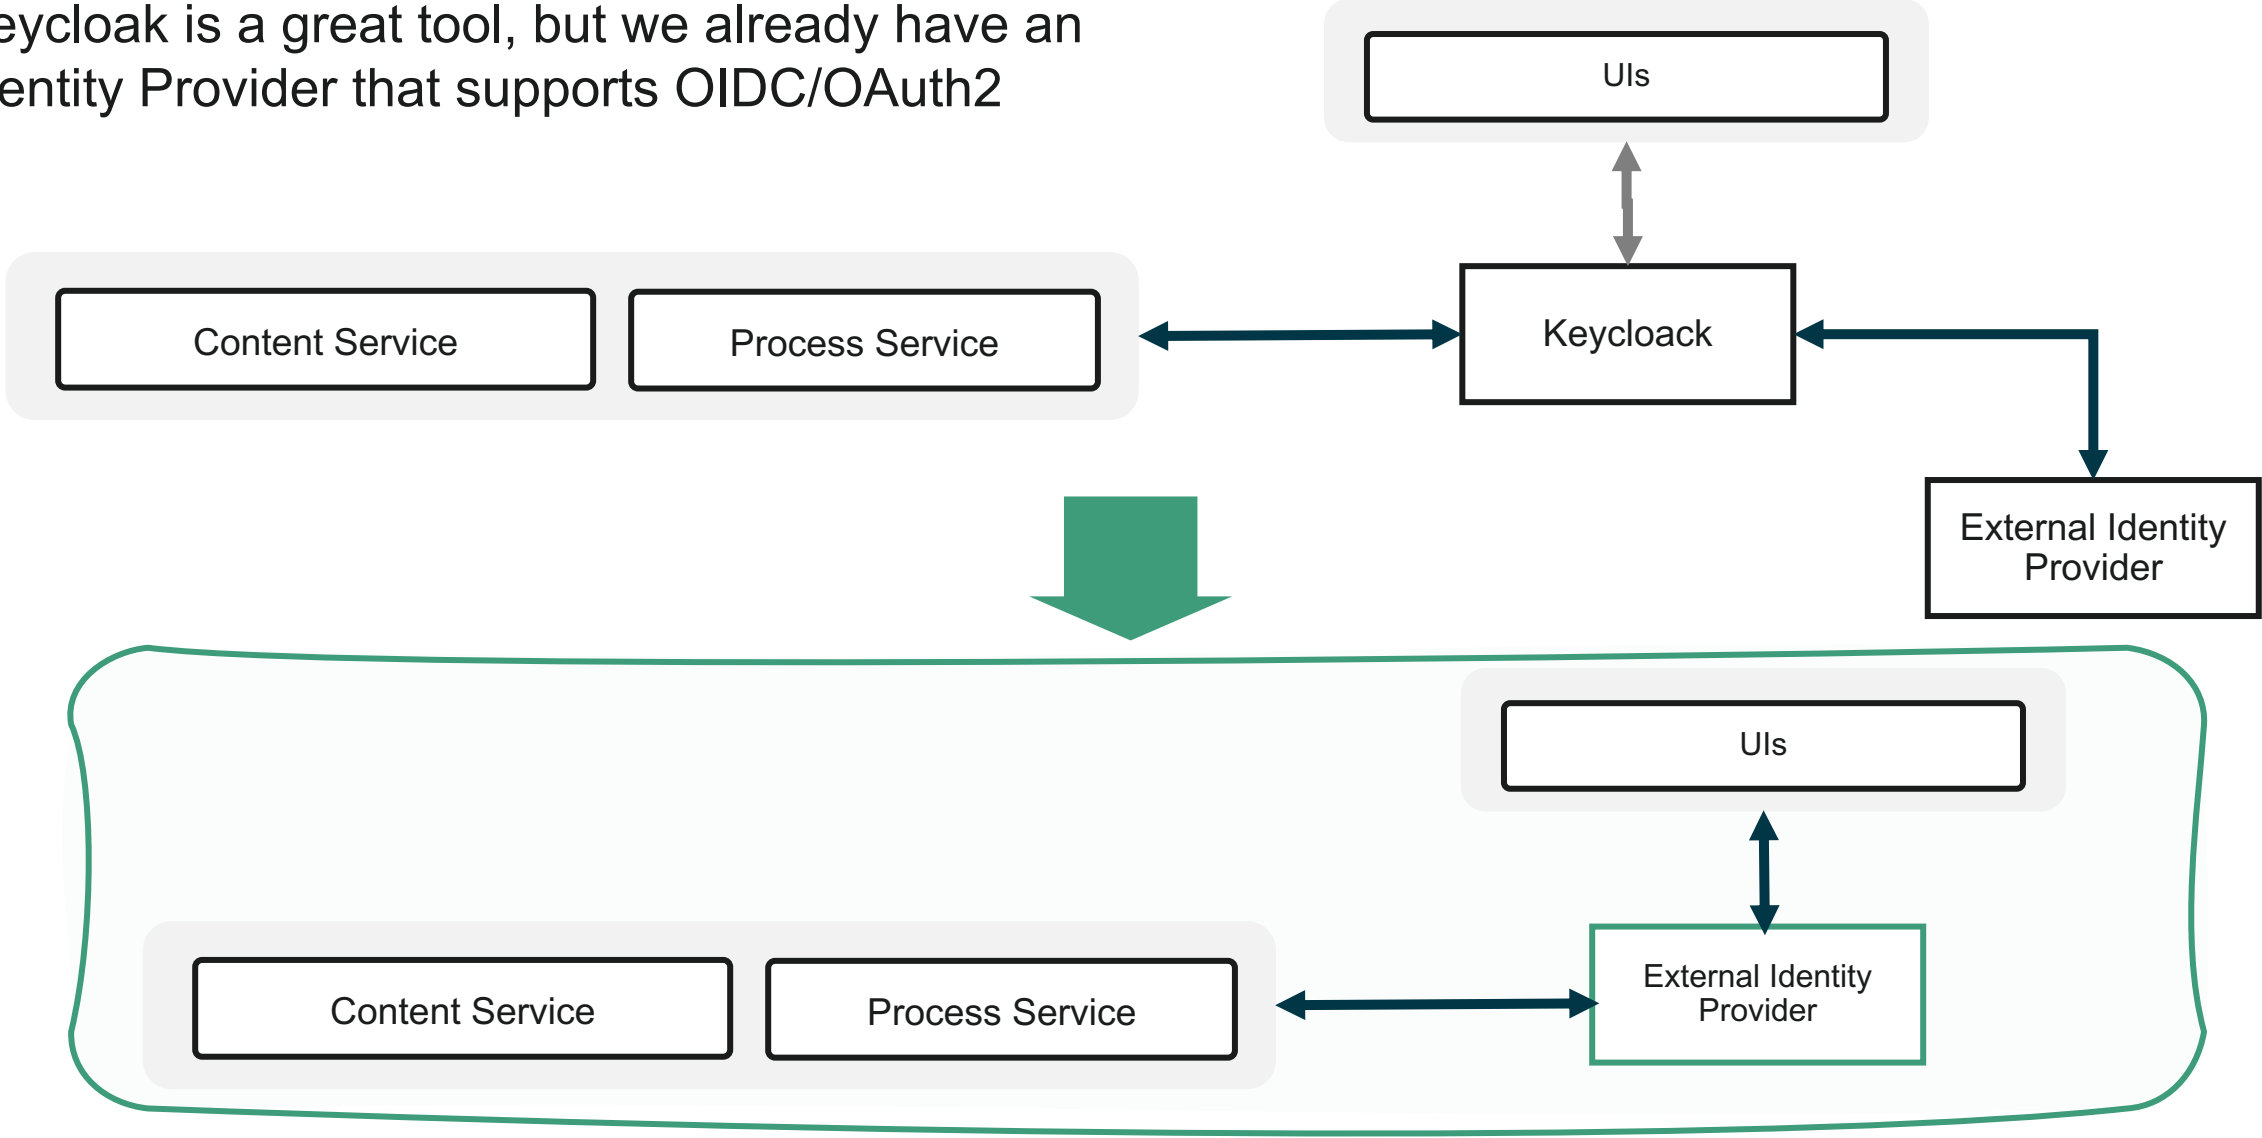 eycloak is a great tool, but we already have an
entity Provider that supports OIDC/OAuth2
UIs
Content Service
Process Service
Keycloack
External Identity
Provider
UIs
Content Service
Process Service
External Identity
Provider